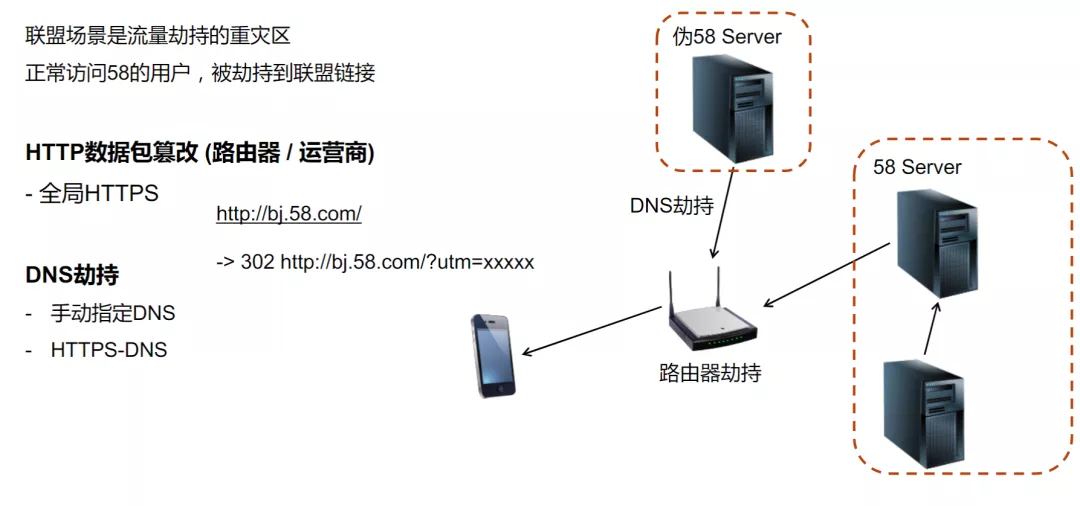 联盟场景是流量劫持的重灾区
正常访问58的用户，被劫持到联盟链接
HTTP数据包篡改 (路由器 / 运营商)
- 全局HTTPS
http://bj.58.com/
-> 302 http://bj.58.com/?utm=xxxxx
DNS劫持
- 手动指定DNS
- HTTPS-DNS
伪58 Server
58 Server
DNS劫持
路由器劫持